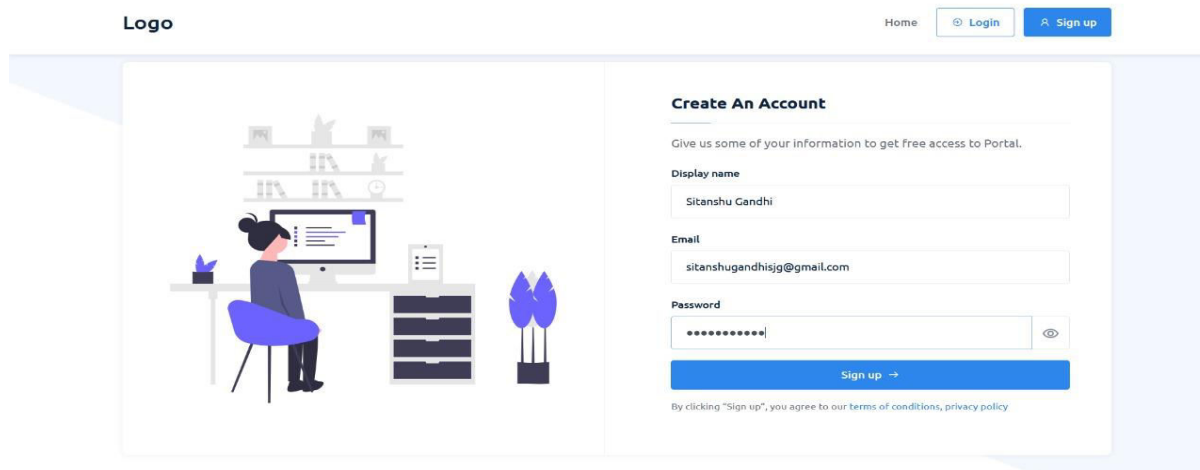 Logo
Home
Login
Sign up
Create An Account
Give us some of your information to get free access to Portal.
Display name
Sitanshu Gandhi
Email
sitanshugandhisjg@gmail.com
Password
•••••••••••
Sign up →
By clicking “Sign up”, you agree to our terms of conditions, privacy policy